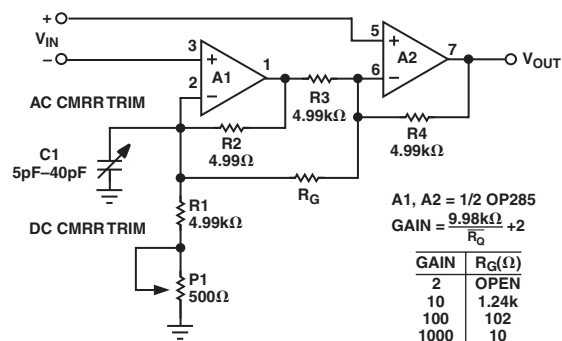 +
V_IN
–
3
2
+
–
A1
1
5
6
+
–
A2
7
V_OUT
AC CMRR TRIM
R3
4.99kΩ
R4
4.99kΩ
R2
4.99Ω
C1
5pF–40pF
R_G
R1
4.99kΩ
DC CMRR TRIM
P1
500Ω
A1, A2 = 1/2 OP285
GAIN = 9.98kΩ / R_Q +2
GAIN R_G(Ω)
2 OPEN
10 1.24k
100 102
1000 10